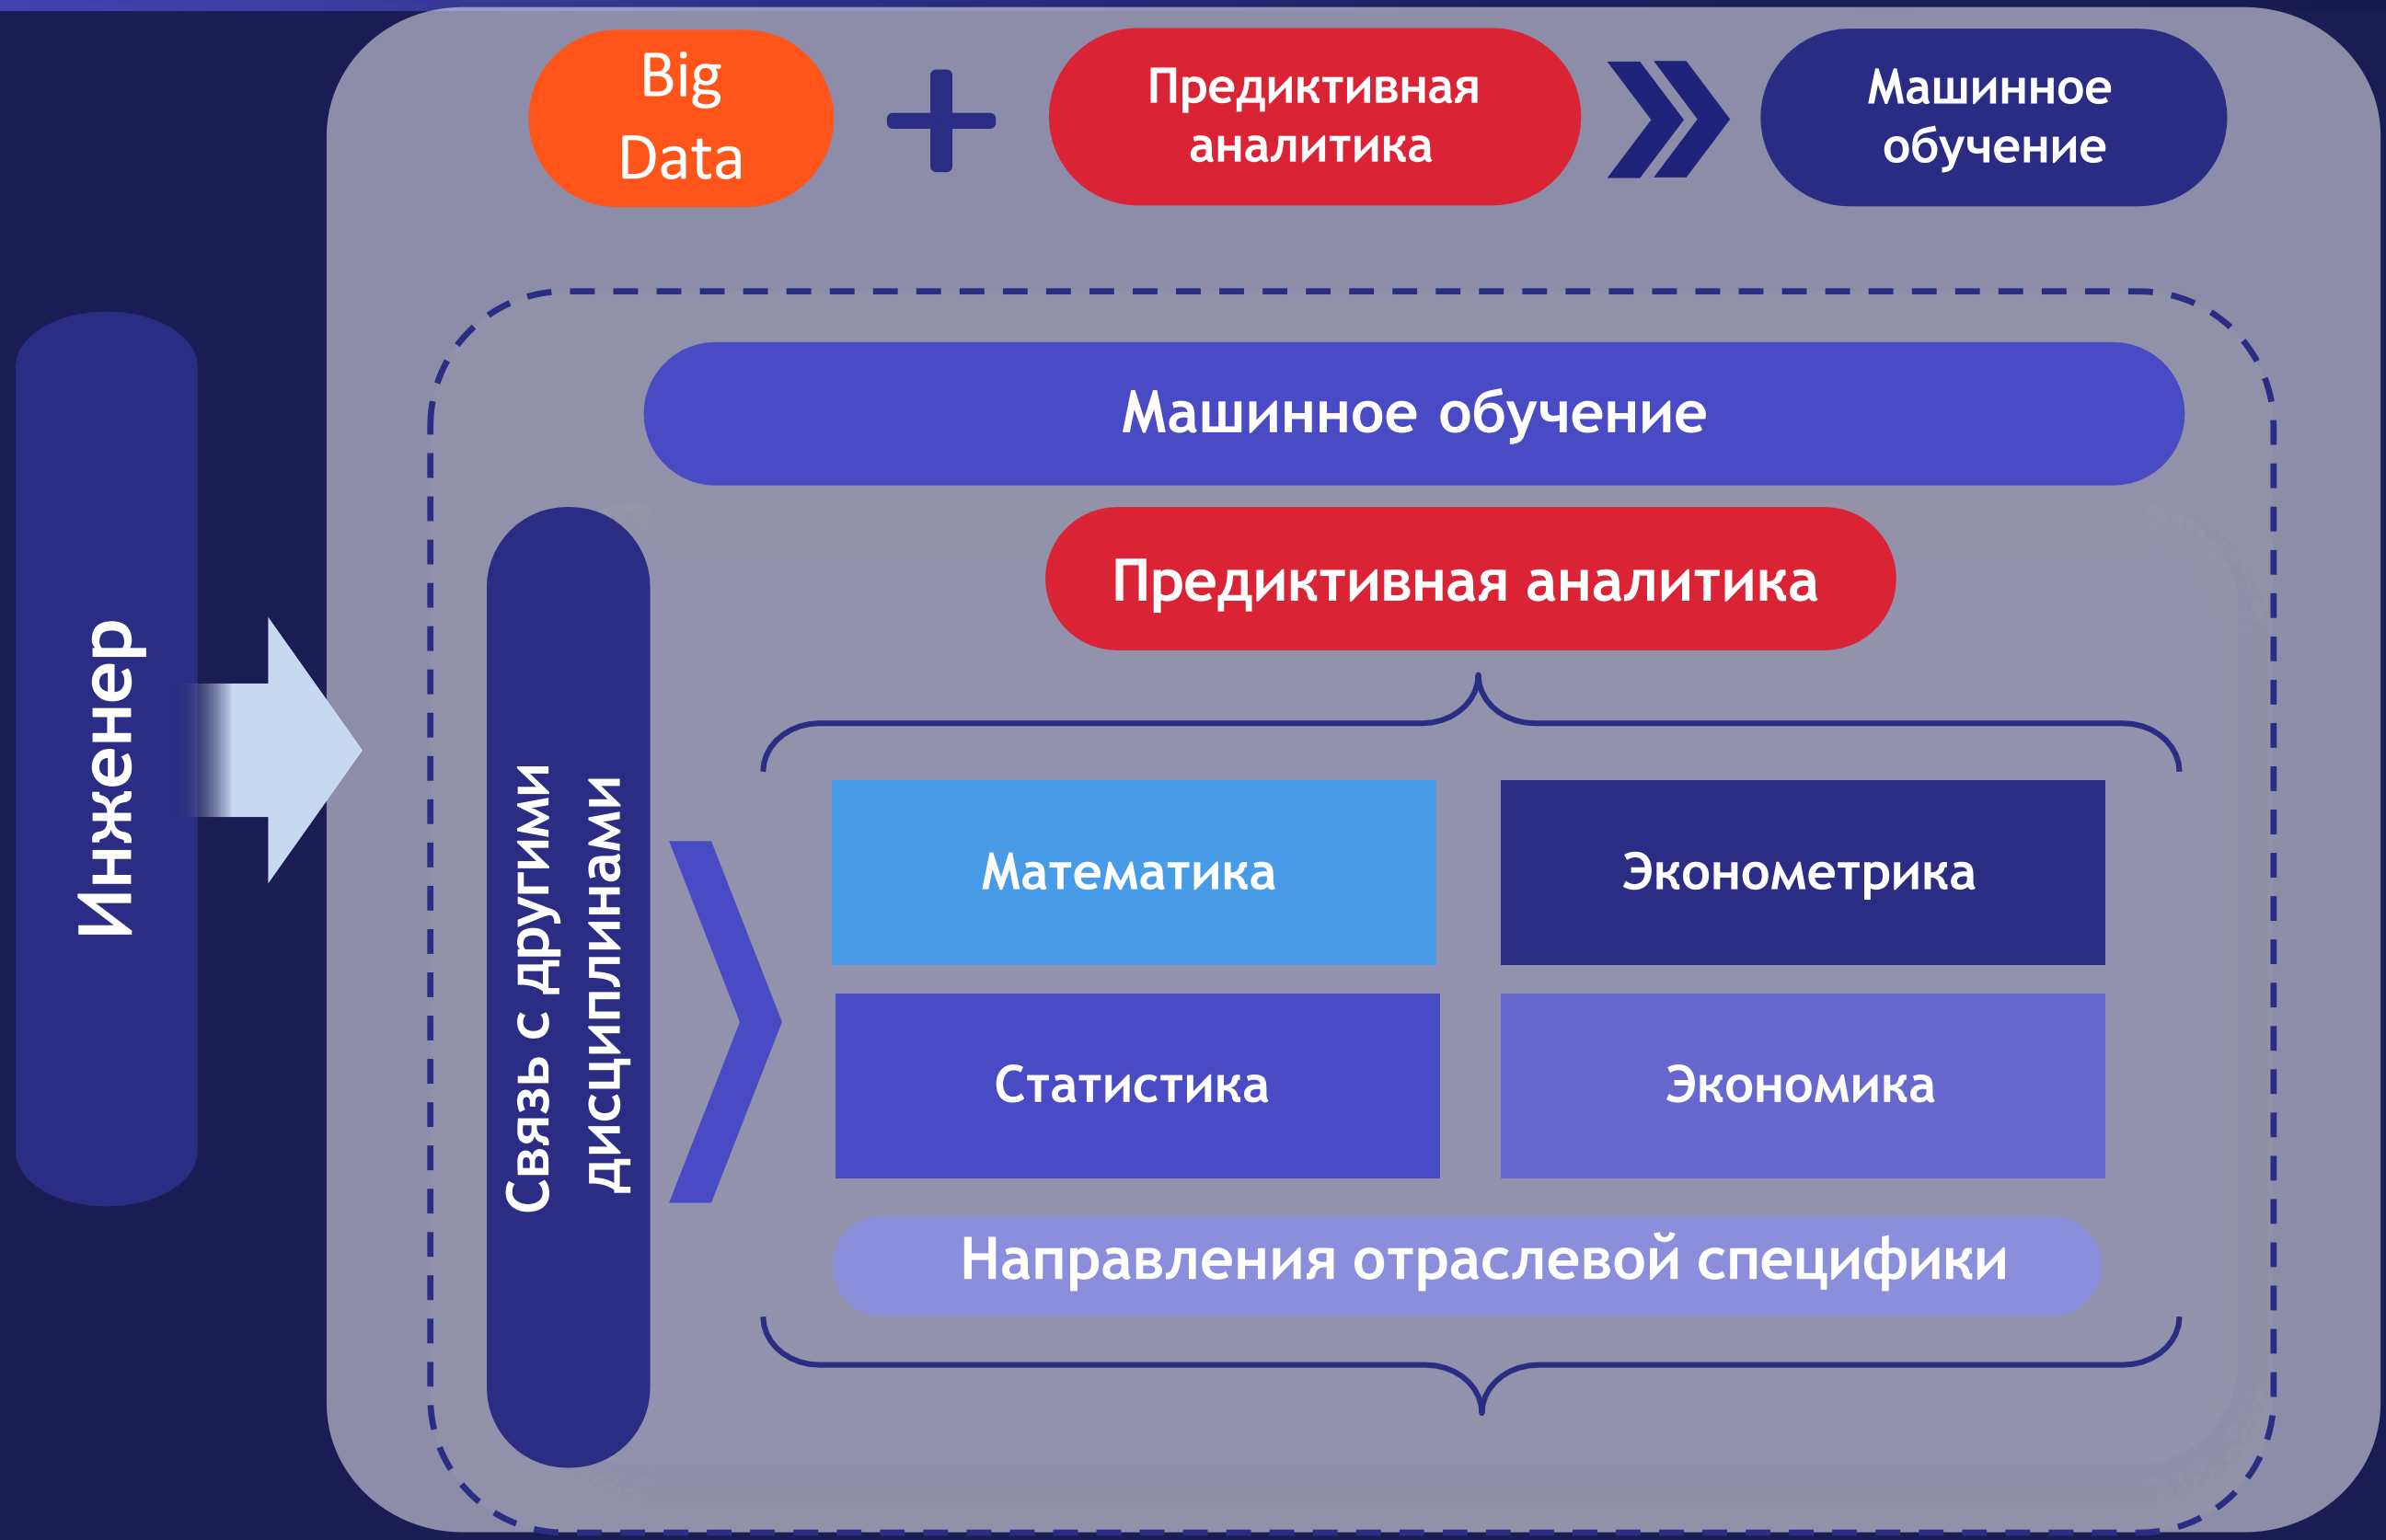 Big
Data
Предиктивная
аналитика
Машинное
обучение
Инженер
Машинное обучение
Предиктивная аналитика
Связь с другими
дисциплинами
Математика
Эконометрика
Статистика
Экономика
Направления отраслевой специфики